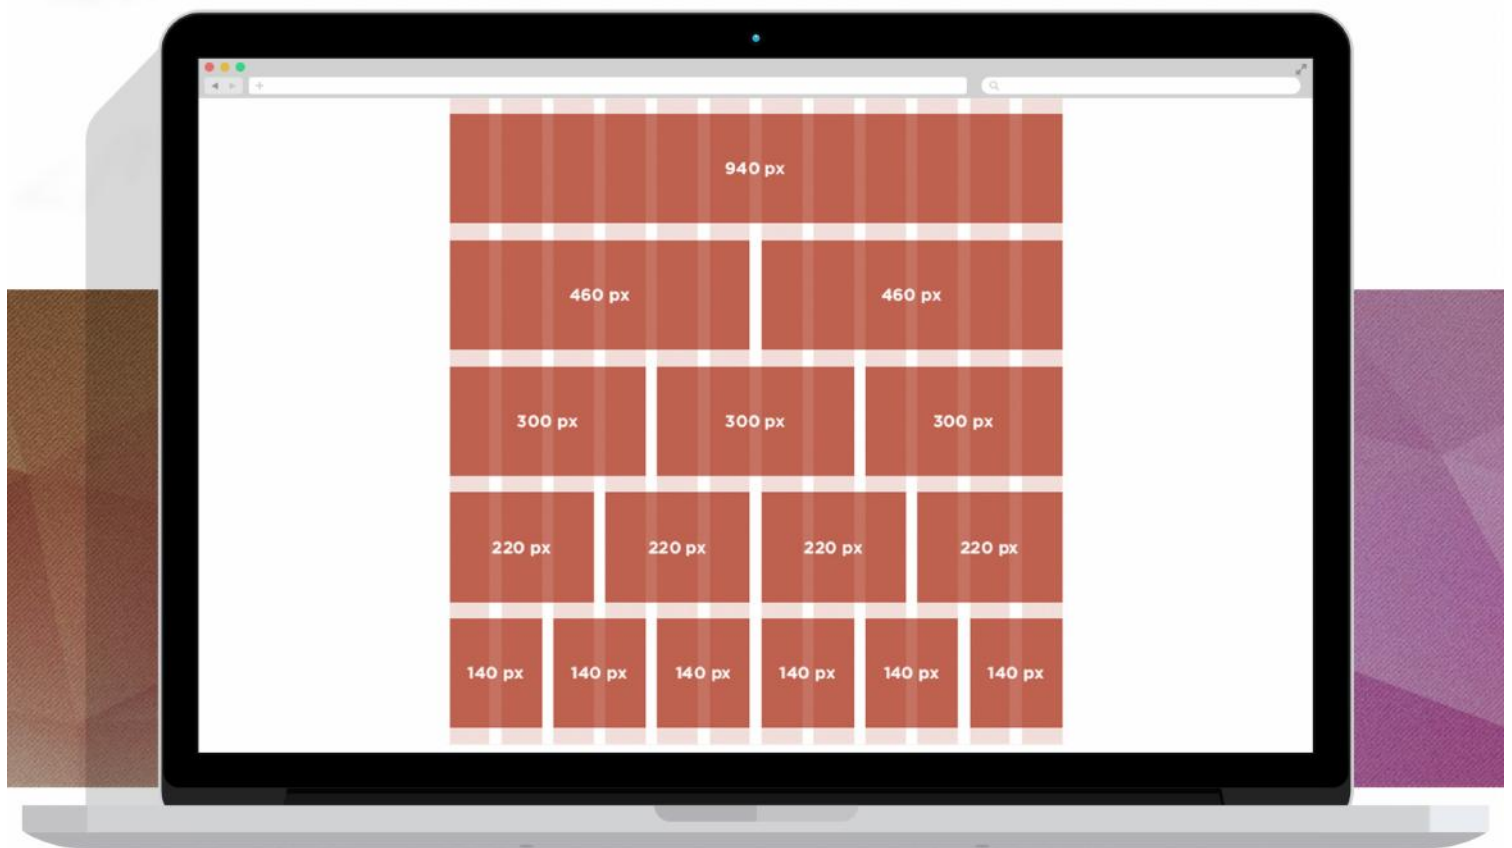 940 px
460 px 460 px
300 px 300 px 300 px
220 px 220 px 220 px 220 px
140 px 140 px 140 px 140 px 140 px 140 px